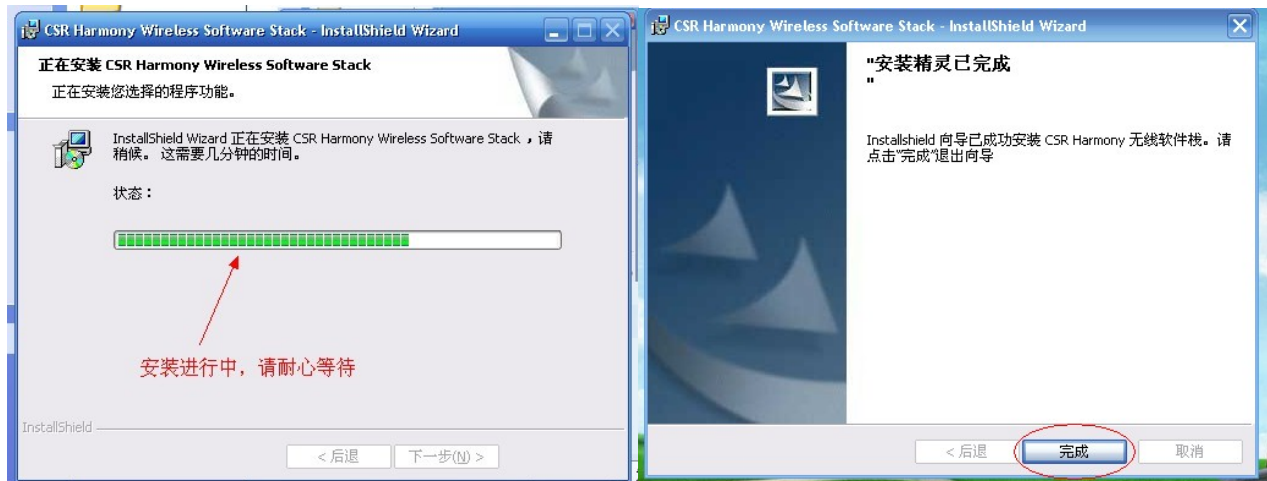 CSR Harmony Wireless Software Stack - InstallShield Wizard
正在安装 CSR Harmony Wireless Software Stack
正在安装您选择的程序功能。
InstallShield Wizard 正在安装 CSR Harmony Wireless Software Stack ，请
稍候。 这需要几分钟的时间。
状态：
安装进行中，请耐心等待
InstallShield
< 后退
下一步(N) >
CSR Harmony Wireless Software Stack - InstallShield Wizard
"安装精灵已完成
"
Installshield 向导已成功安装 CSR Harmony 无线软件栈。请
点击"完成"退出向导
< 后退
完成
取消